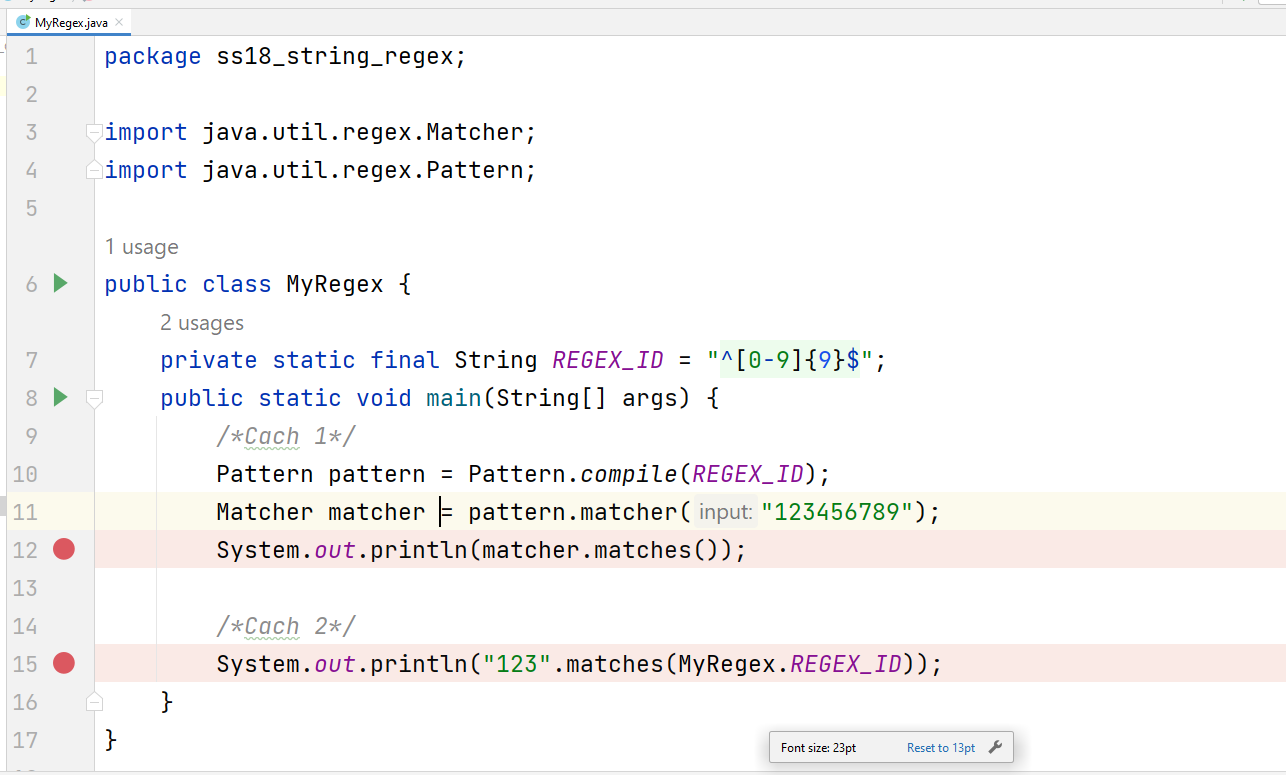 MyRegex.java
1 package ss18_string_regex;
2
3 import java.util.regex.Matcher;
4 import java.util.regex.Pattern;
5
1 usage
6 public class MyRegex {
2 usages
7 private static final String REGEX_ID = "^[0-9]{9}$";
8 public static void main(String[] args) {
9 /*Cach 1*/
10 Pattern pattern = Pattern.compile(REGEX_ID);
11 Matcher matcher = pattern.matcher( input: "123456789");
12 System.out.println(matcher.matches());
13
14 /*Cach 2*/
15 System.out.println("123".matches(MyRegex.REGEX_ID));
16 }
17 }
Font size: 23pt Reset to 13pt